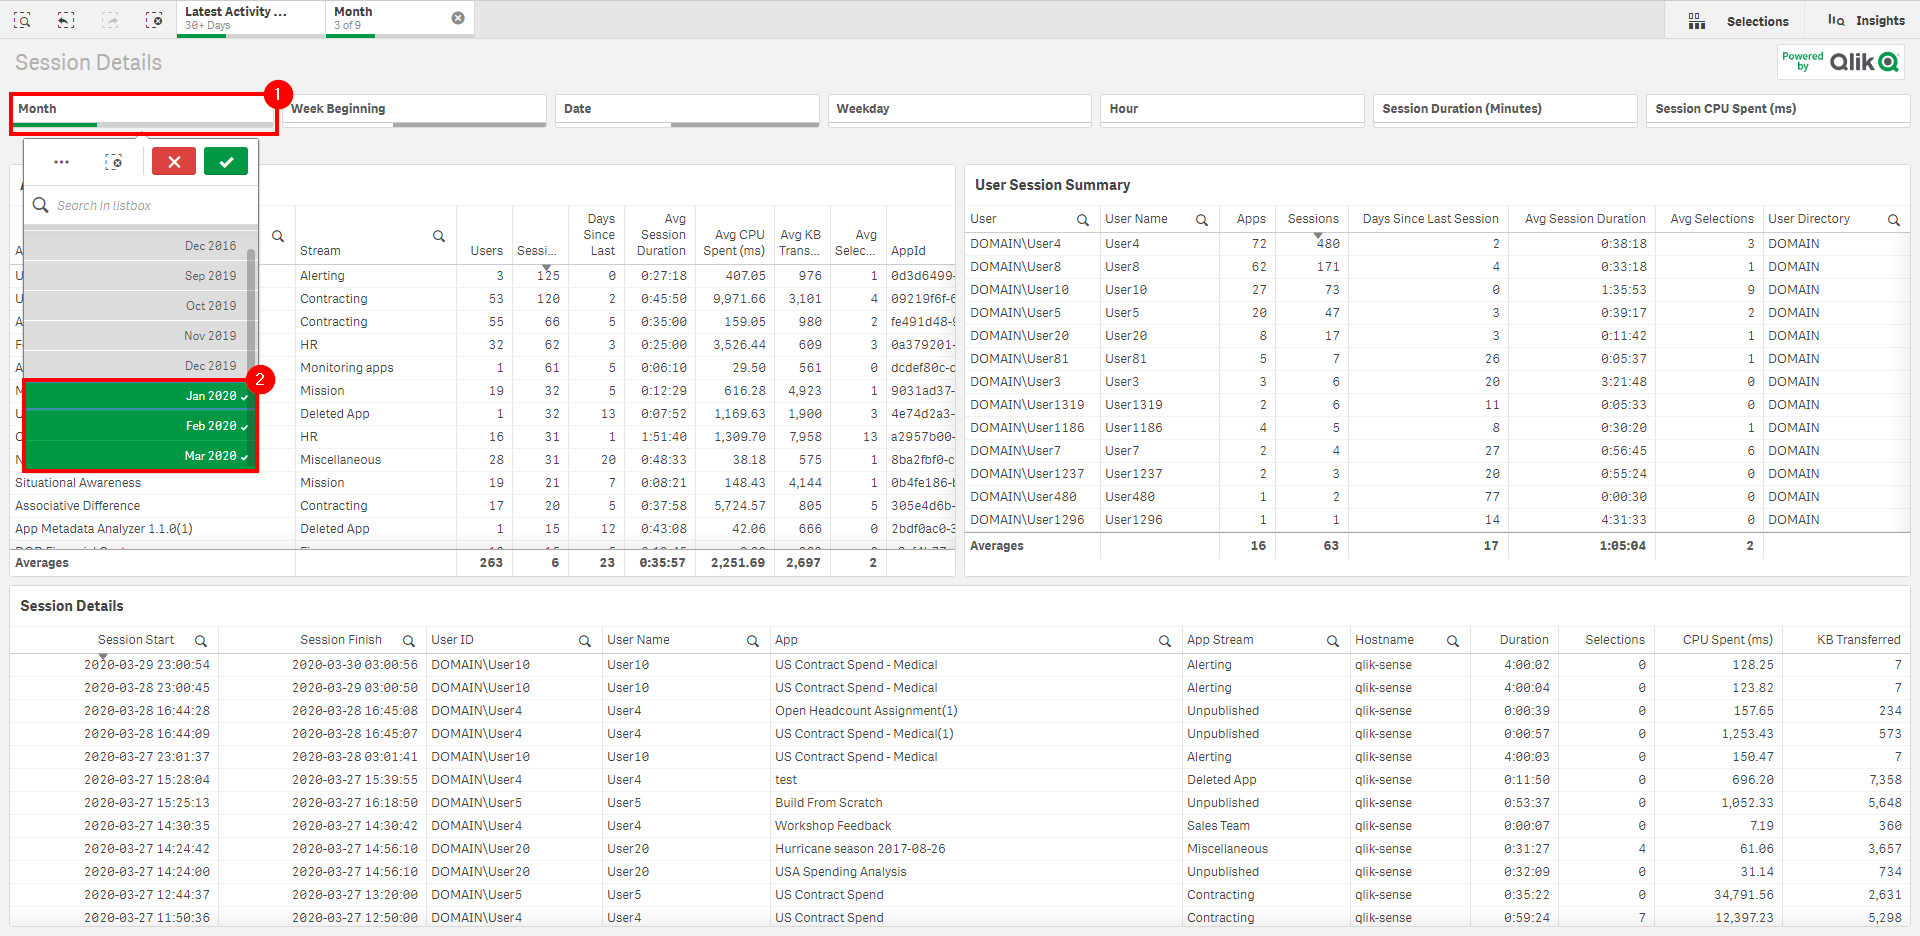 Latest Activity ...
30+ Days
Month
3 of 9
Selections
Insights
Session Details
Powered by Qlik
1
Month
Week Beginning
Date
Weekday
Hour
Session Duration (Minutes)
Session CPU Spent (ms)
Search in listbox
Dec 2016
Sep 2019
Oct 2019
Nov 2019
Dec 2019
2
Jan 2020
Feb 2020
Mar 2020
Stream Users Sessi... Days Since Last Avg Session Duration Avg CPU Spent (ms) Avg KB Trans... Avg Selec... AppId
Alerting 3 125 0 0:27:18 407.05 976 1 0d3d6499-
Contracting 53 120 2 0:45:50 9,971.66 3,101 4 09219f6f-6
Contracting 55 66 5 0:35:00 159.05 980 2 fe491d48-9
HR 32 62 3 0:25:00 3,526.44 609 3 0a379201-
Monitoring apps 1 61 5 0:06:10 29.50 561 0 dcdef80c-c
Mission 19 32 5 0:12:29 616.28 4,923 1 9031ad37-
Deleted App 1 32 13 0:07:52 1,169.63 1,900 3 4e74d2a3-
HR 16 31 1 1:51:40 1,309.70 7,958 13 a2957b00-
Miscellaneous 28 31 20 0:48:33 38.18 575 1 8ba2fbf0-c
Situational Awareness Mission 19 21 7 0:08:21 148.43 4,144 1 0b4fe186-b
Associative Difference Contracting 17 20 5 0:37:58 5,724.57 805 5 305e4d6b-
App Metadata Analyzer 1.1.0(1) Deleted App 1 15 12 0:43:08 42.06 666 0 2bdf0ac0-3
Averages 263 6 23 0:35:57 2,251.69 2,697 2
User Session Summary
User User Name Apps Sessions Days Since Last Session Avg Session Duration Avg Selections User Directory
DOMAIN\User4 User4 72 480 2 0:38:18 3 DOMAIN
DOMAIN\User8 User8 62 171 4 0:33:18 1 DOMAIN
DOMAIN\User10 User10 27 73 0 1:35:53 9 DOMAIN
DOMAIN\User5 User5 20 47 3 0:39:17 2 DOMAIN
DOMAIN\User20 User20 8 17 3 0:11:42 1 DOMAIN
DOMAIN\User81 User81 5 7 26 0:05:37 1 DOMAIN
DOMAIN\User3 User3 3 6 20 3:21:48 0 DOMAIN
DOMAIN\User1319 User1319 2 6 11 0:05:33 0 DOMAIN
DOMAIN\User1186 User1186 4 5 8 0:30:20 1 DOMAIN
DOMAIN\User7 User7 2 4 27 0:56:45 6 DOMAIN
DOMAIN\User1237 User1237 2 3 20 0:55:24 0 DOMAIN
DOMAIN\User480 User480 1 2 77 0:00:30 0 DOMAIN
DOMAIN\User1296 User1296 1 1 14 4:31:33 0 DOMAIN
Averages 16 63 17 1:05:04 2
Session Details
Session Start Session Finish User ID User Name App App Stream Hostname Duration Selections CPU Spent (ms) KB Transferred
2020-03-29 23:00:54 2020-03-30 03:00:56 DOMAIN\User10 User10 US Contract Spend - Medical Alerting qlik-sense 4:00:02 0 128.25 7
2020-03-28 23:00:45 2020-03-29 03:00:50 DOMAIN\User10 User10 US Contract Spend - Medical Alerting qlik-sense 4:00:04 0 123.82 7
2020-03-28 16:44:28 2020-03-28 16:45:08 DOMAIN\User4 User4 Open Headcount Assignment(1) Unpublished qlik-sense 0:00:39 0 157.65 234
2020-03-28 16:44:09 2020-03-28 16:45:07 DOMAIN\User4 User4 US Contract Spend - Medical(1) Unpublished qlik-sense 0:00:57 0 1,253.43 573
2020-03-27 23:01:37 2020-03-28 03:01:41 DOMAIN\User10 User10 US Contract Spend - Medical Alerting qlik-sense 4:00:03 0 150.47 7
2020-03-27 15:28:04 2020-03-27 15:39:55 DOMAIN\User4 User4 test Deleted App qlik-sense 0:11:50 0 696.20 7,358
2020-03-27 15:25:13 2020-03-27 16:18:50 DOMAIN\User5 User5 Build From Scratch Unpublished qlik-sense 0:53:37 0 1,052.33 5,648
2020-03-27 14:30:35 2020-03-27 14:30:42 DOMAIN\User4 User4 Workshop Feedback Sales Team qlik-sense 0:00:07 0 7.19 360
2020-03-27 14:24:42 2020-03-27 14:56:10 DOMAIN\User20 User20 Hurricane season 2017-08-26 Miscellaneous qlik-sense 0:31:27 4 61.06 3,657
2020-03-27 14:24:00 2020-03-27 14:56:10 DOMAIN\User20 User20 USA Spending Analysis Unpublished qlik-sense 0:32:09 0 31.14 734
2020-03-27 12:44:37 2020-03-27 13:20:00 DOMAIN\User5 User5 US Contract Spend Contracting qlik-sense 0:35:22 0 34,791.56 2,631
2020-03-27 11:50:36 2020-03-27 12:50:00 DOMAIN\User4 User4 US Contract Spend Contracting qlik-sense 0:59:24 7 12,397.23 5,298